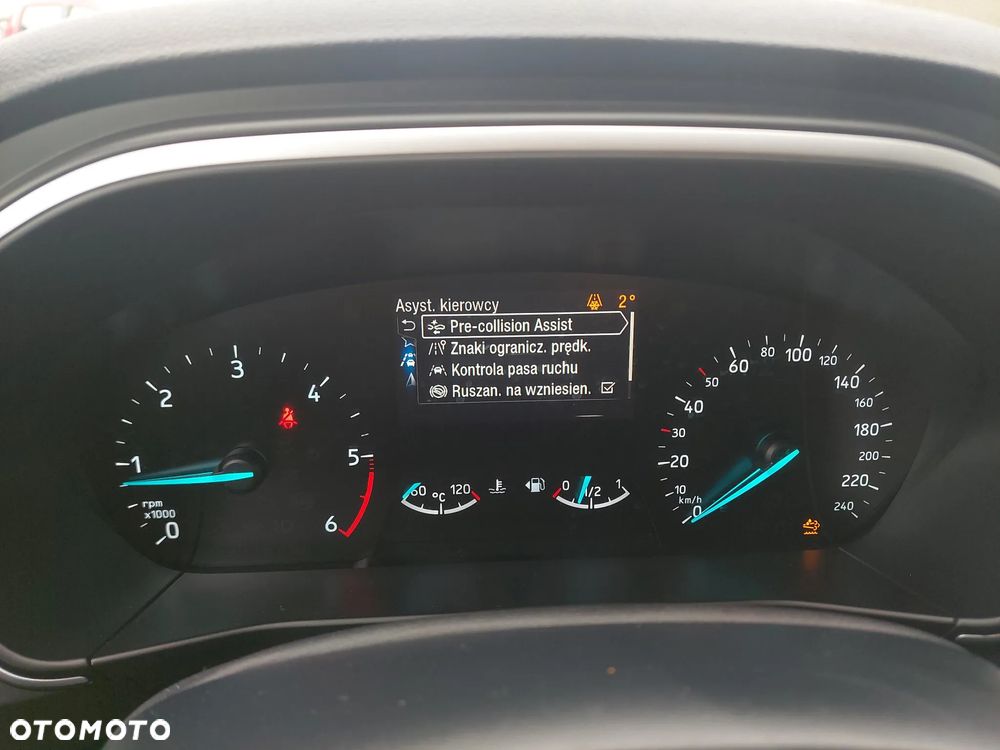 Asyst. kierowcy 2°
Pre-collision Assist
Znaki ogranicz. prędk.
Kontrola pasa ruchu
Ruszan. na wzniesien.
0 1 2 3 4 5 6
rpm
x1000
60 °C 120
0 1/2 1
0 10 20 30 40 50 60 80 100 120 140 160 180 200 220 240
km/h
OTOMOTO